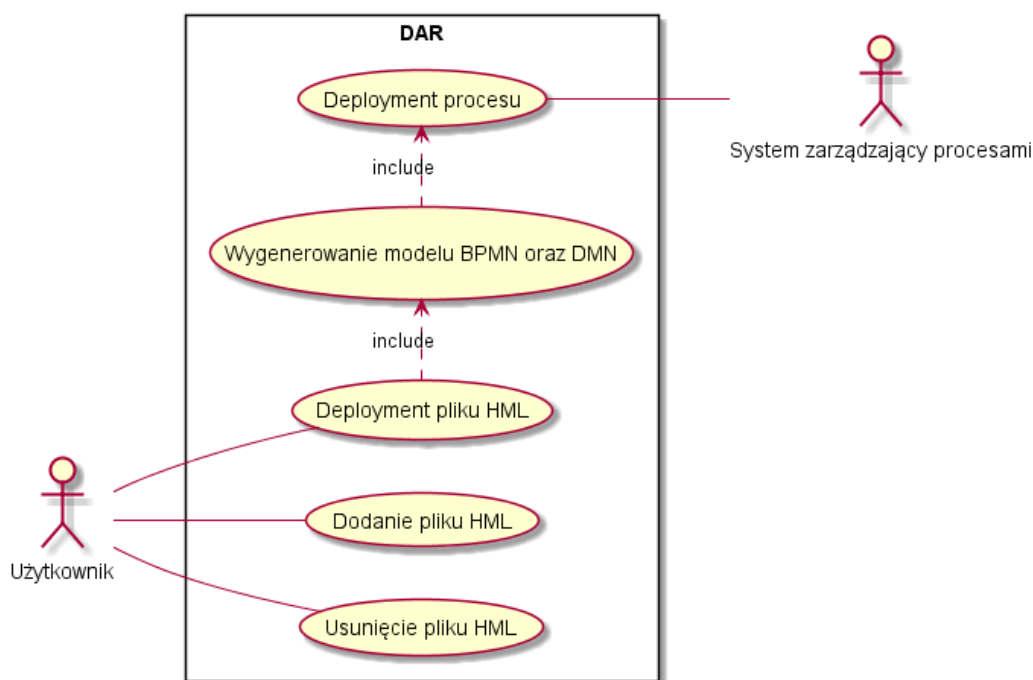 DAR
Deployment procesu
System zarządzający procesami
include
Wygenerowanie modelu BPMN oraz DMN
include
Deployment pliku HML
Dodanie pliku HML
Użytkownik
Usunięcie pliku HML